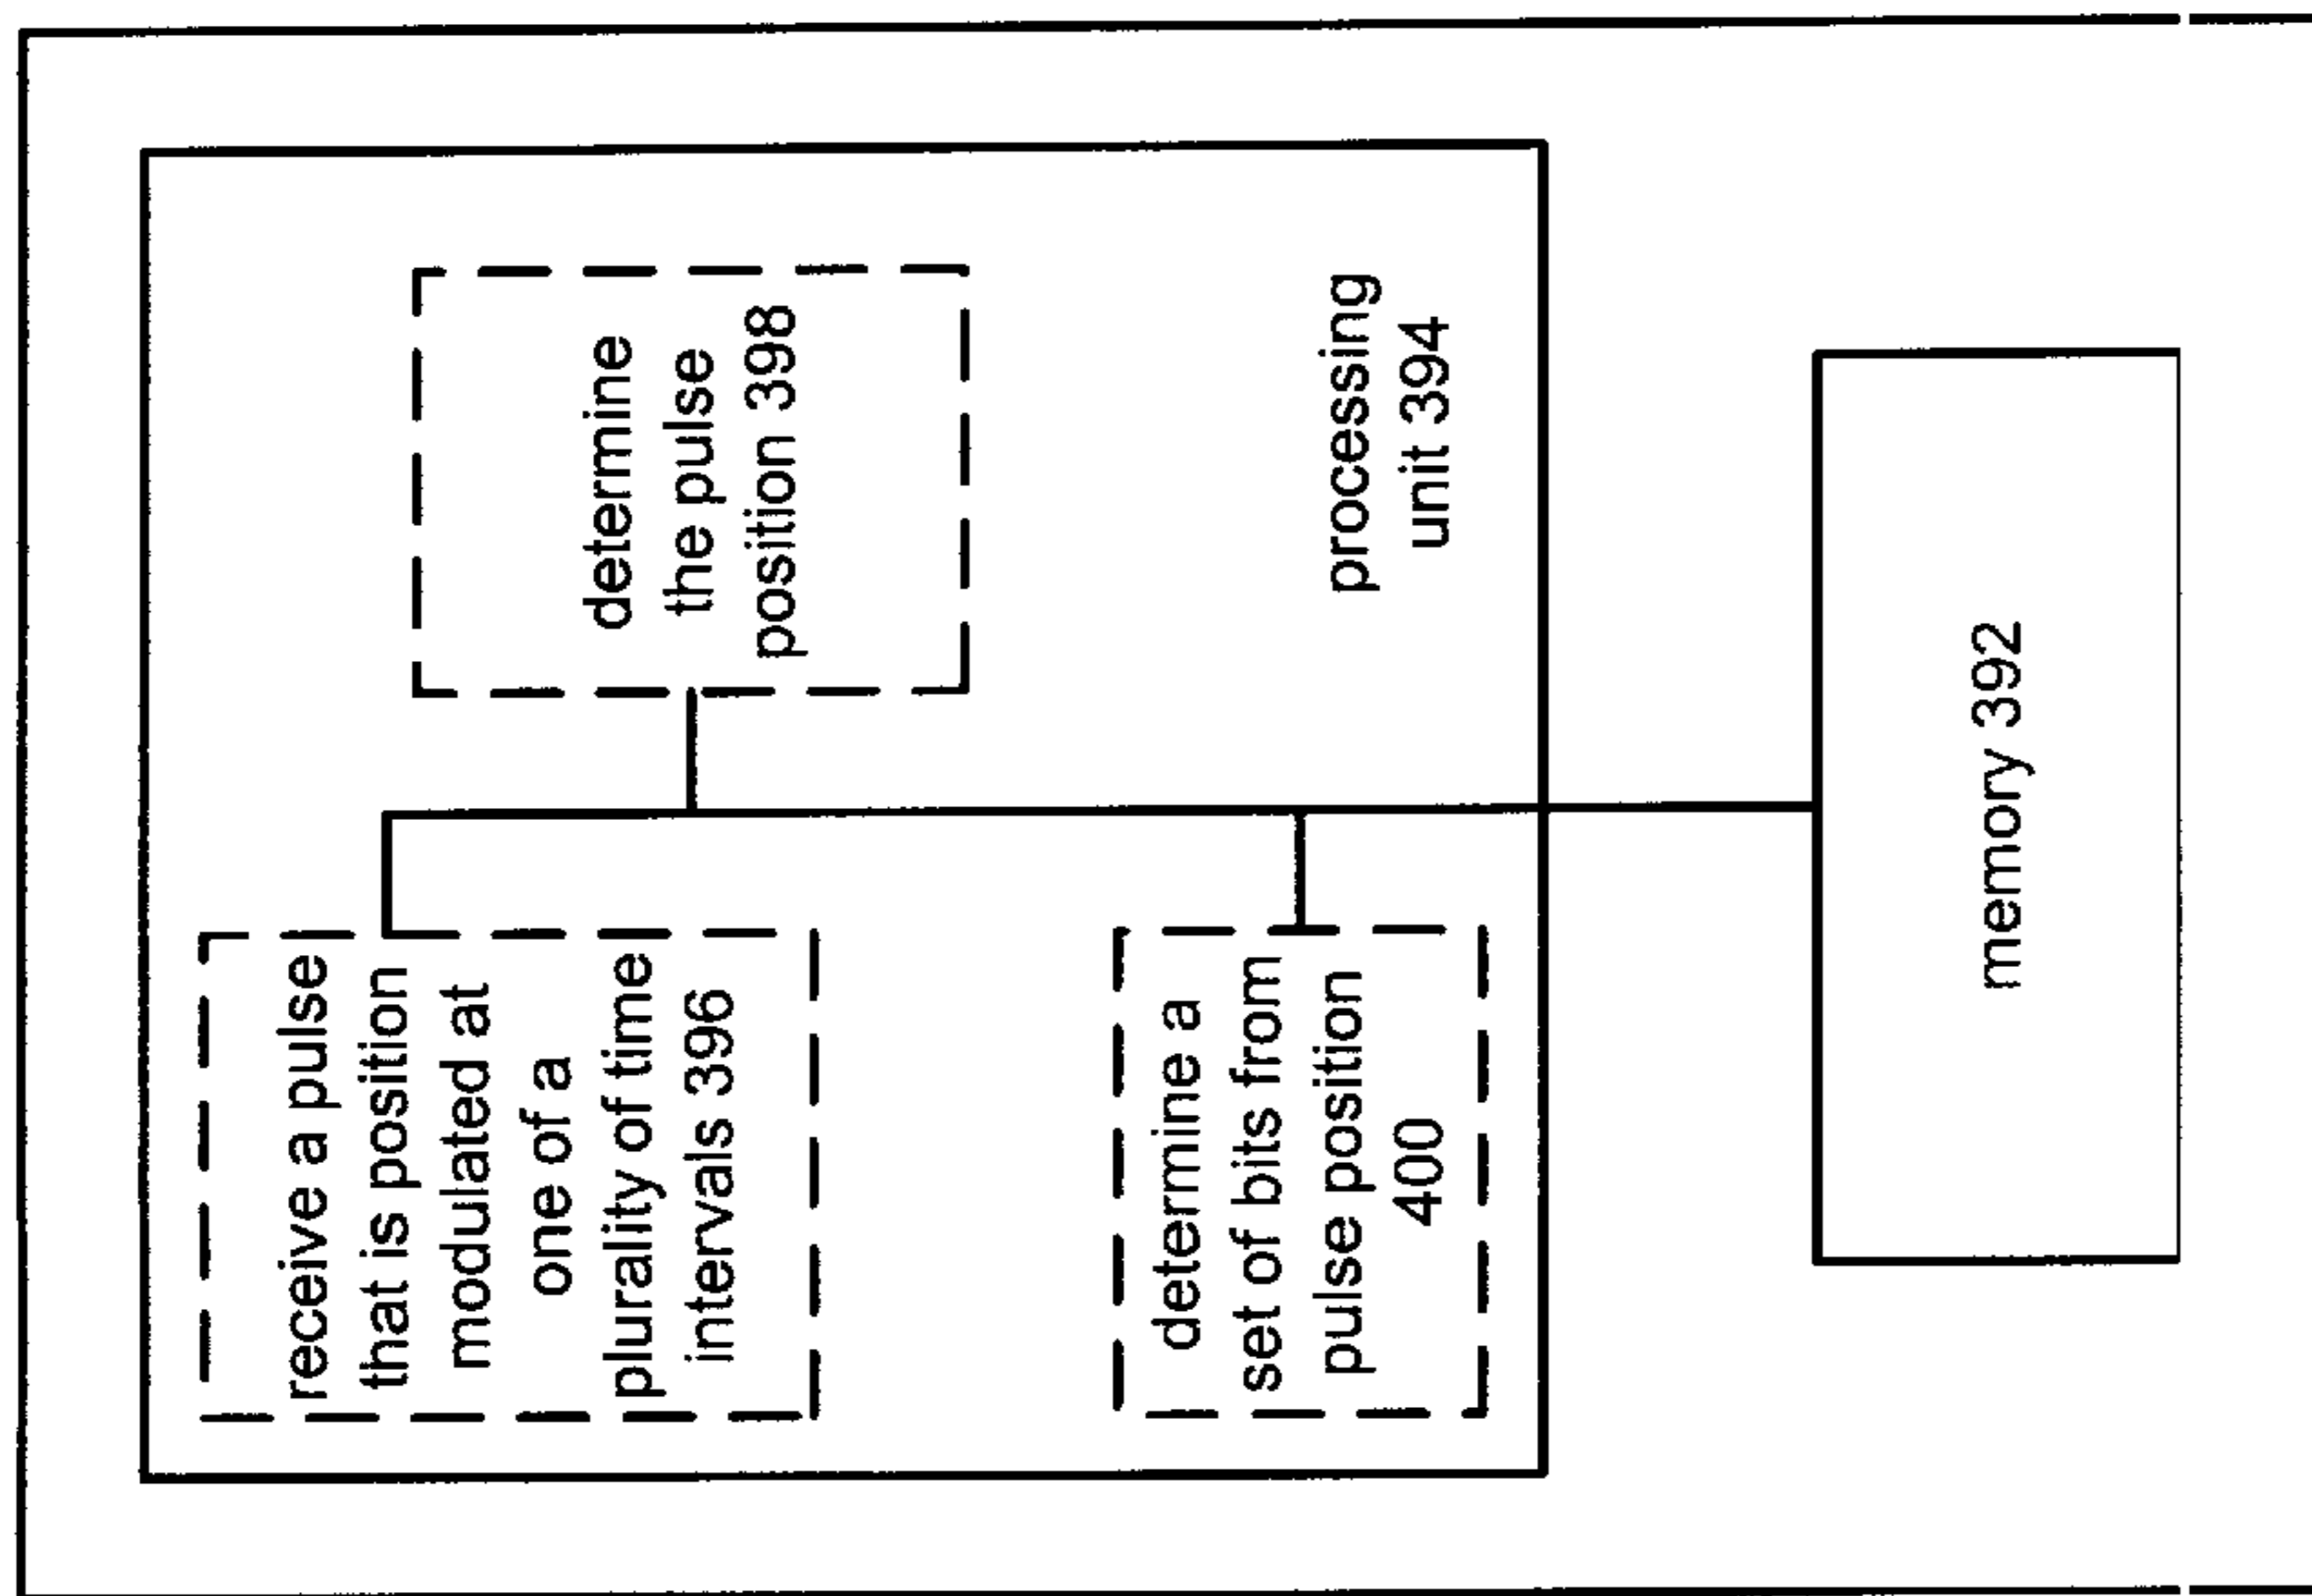 receive a pulse
that is position
modulated at
one of a
plurality of time
intervals 396
determine
the pulse
position 398
determine a
set of bits from
pulse position
400
processing
unit 394
memory 392